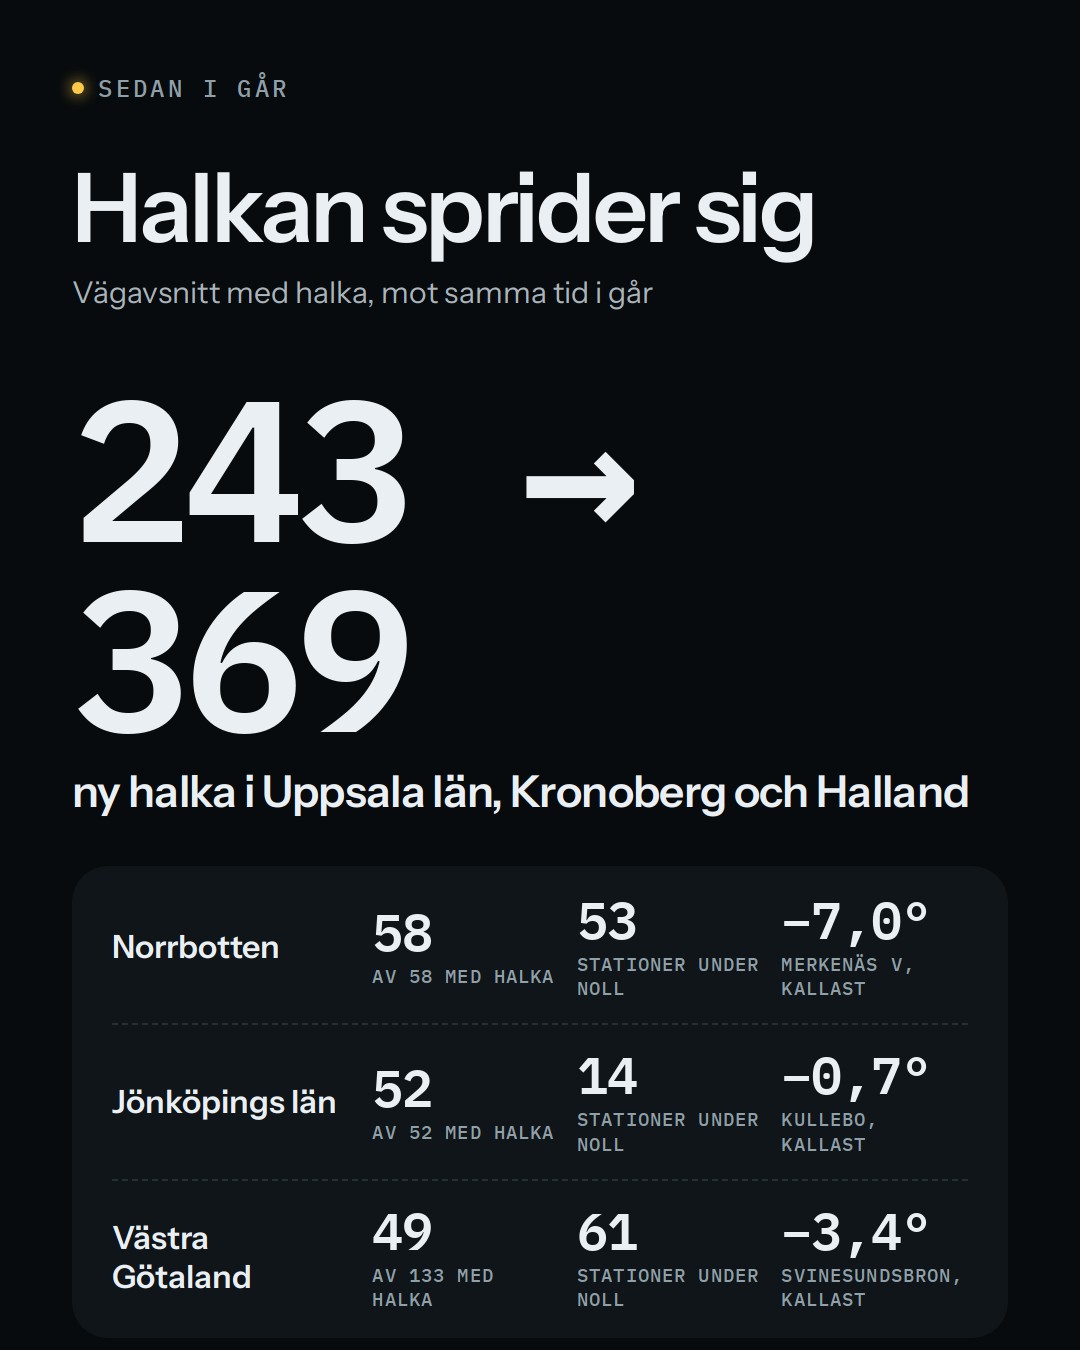 SEDAN I GÅR
Halkan sprider sig
Vägavsnitt med halka, mot samma tid i går
243 →
369
ny halka i Uppsala län, Kronoberg och Halland
Norrbotten
58
AV 58 MED HALKA
53
STATIONER UNDER
NOLL
−7,0°
MERKENÄS V,
KALLAST
Jönköpings län
52
AV 52 MED HALKA
14
STATIONER UNDER
NOLL
−0,7°
KULLEBO,
KALLAST
Västra
Götaland
49
AV 133 MED
HALKA
61
STATIONER UNDER
NOLL
−3,4°
SVINESUNDSBRON,
KALLAST